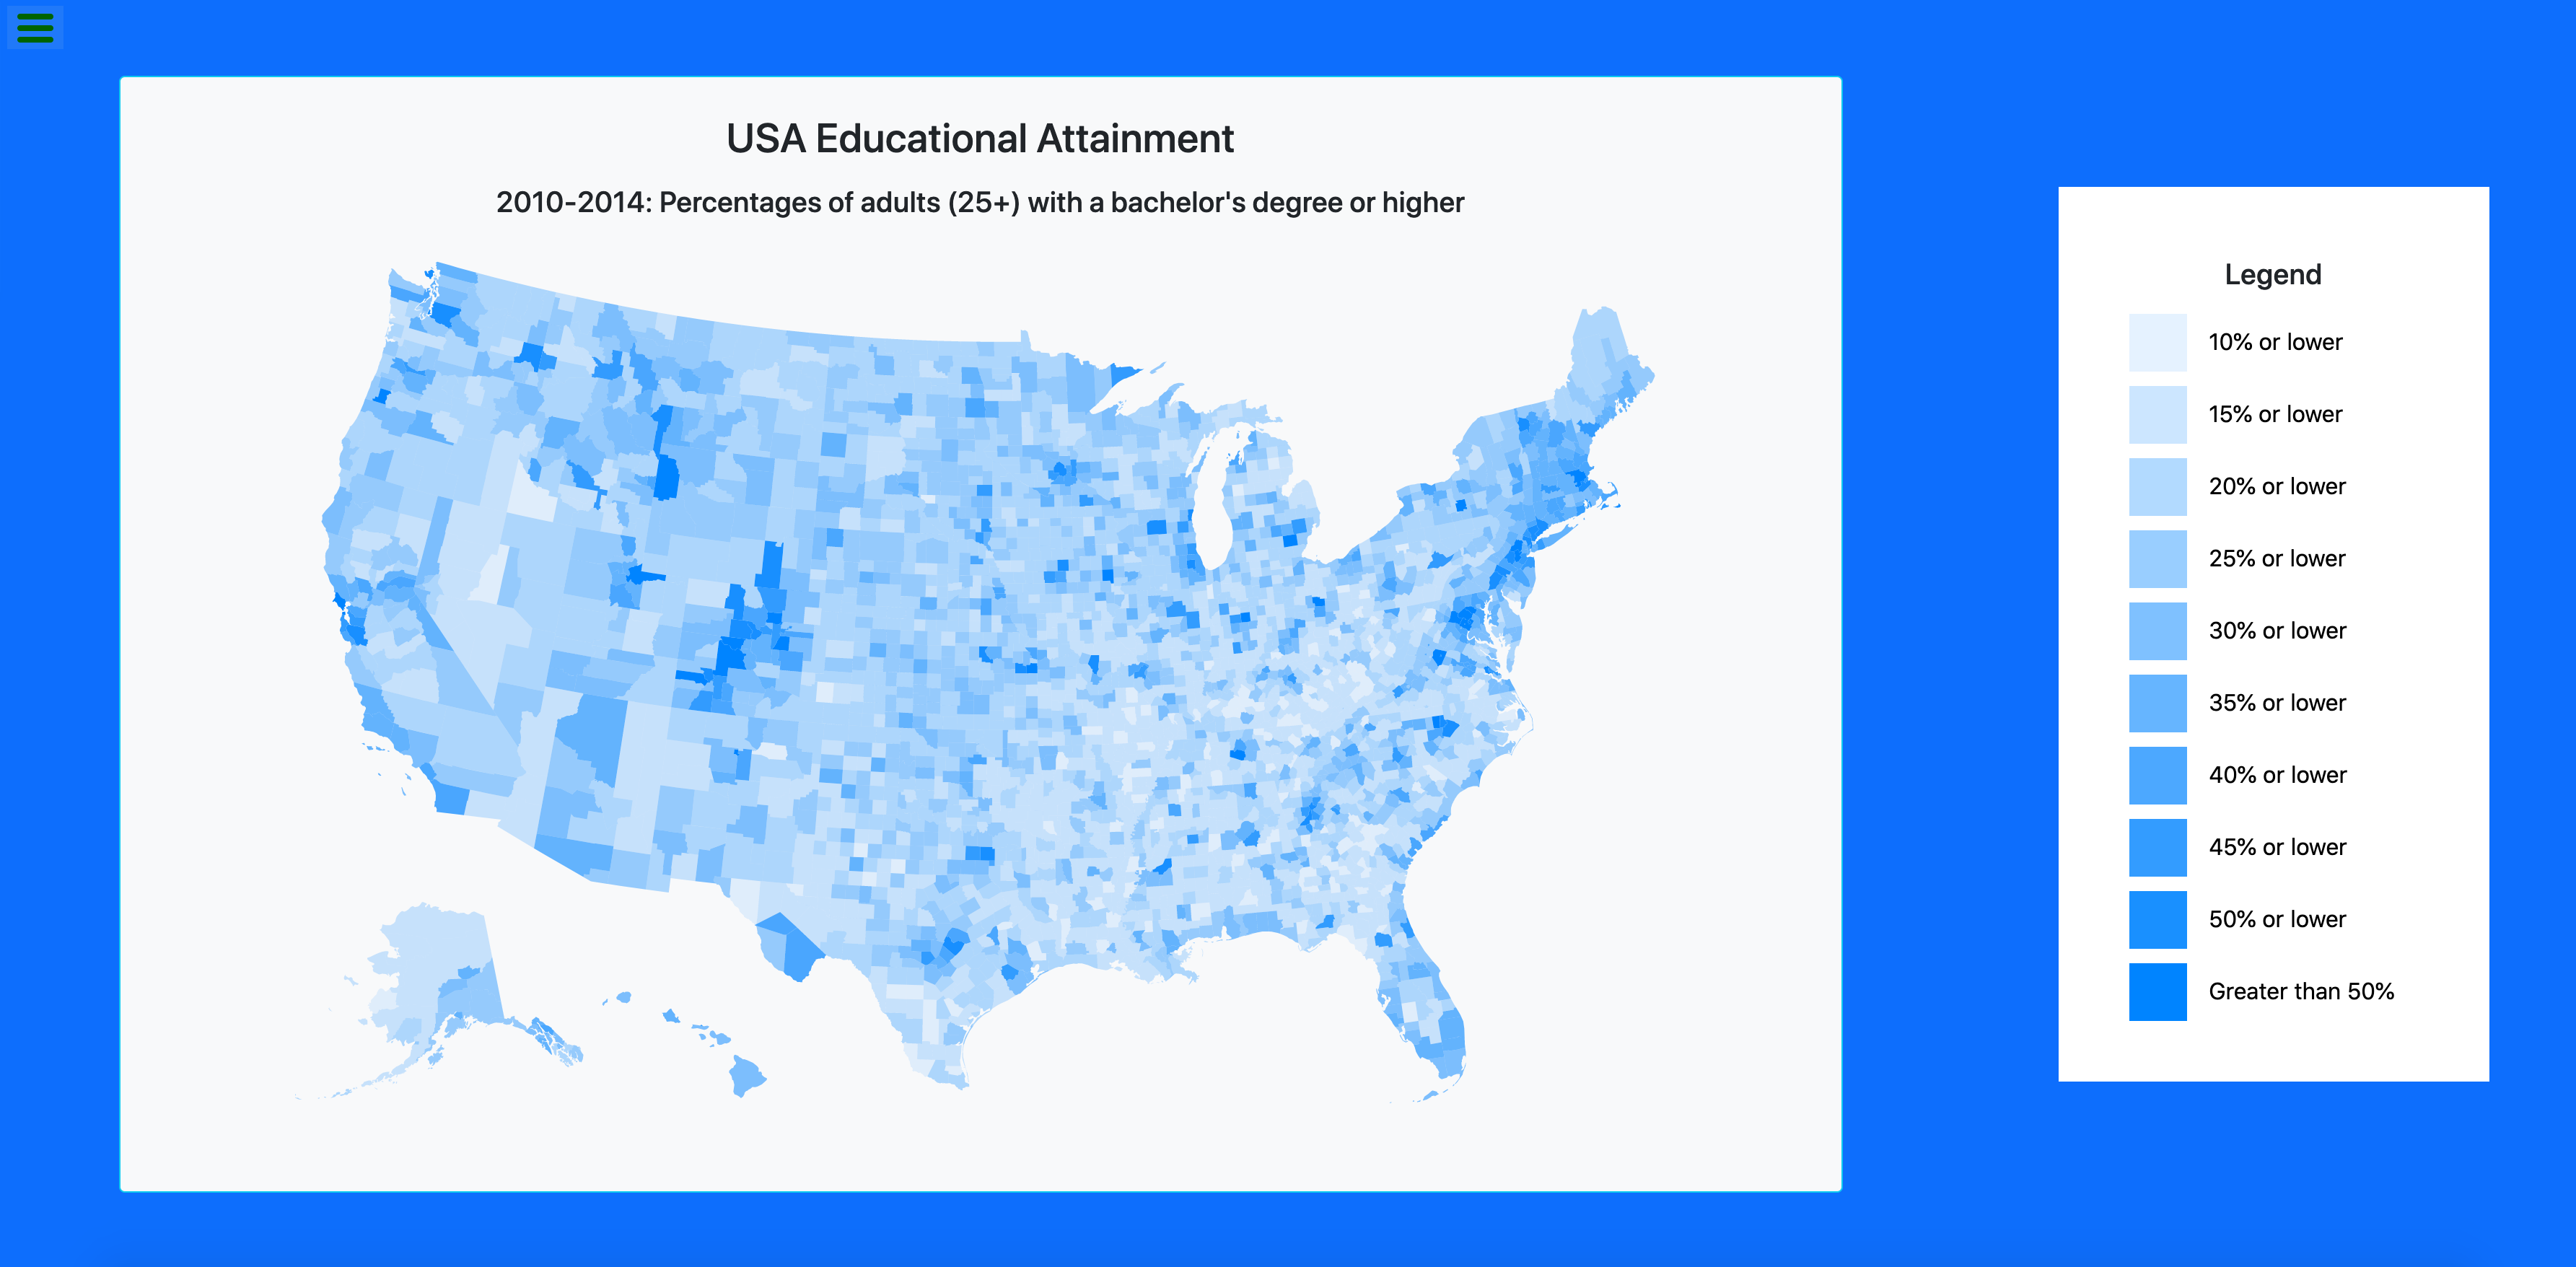 USA Educational Attainment
2010-2014: Percentages of adults (25+) with a bachelor's degree or higher
Legend
10% or lower
15% or lower
20% or lower
25% or lower
30% or lower
35% or lower
40% or lower
45% or lower
50% or lower
Greater than 50%